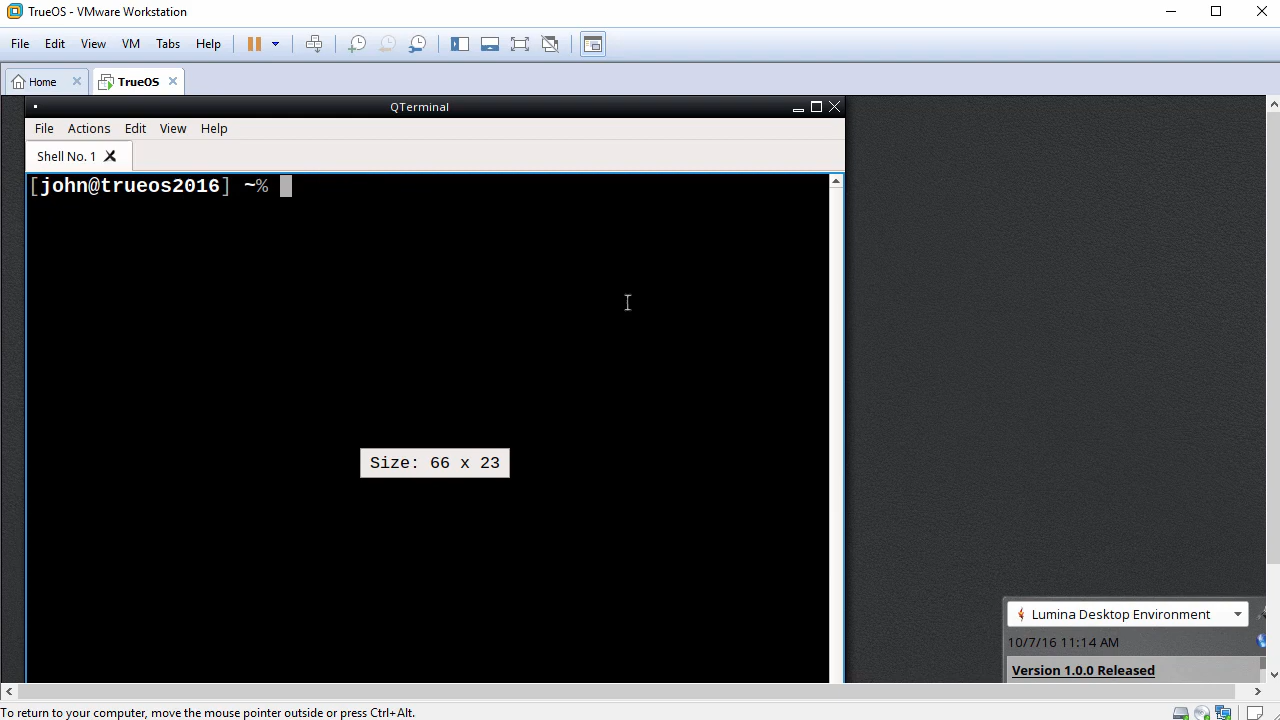 TrueOS - VMware Workstation
File Edit View VM Tabs Help
Home TrueOS
QTerminal
File Actions Edit View Help
Shell No. 1
[john@trueos2016] ~%
Size: 66 x 23
Lumina Desktop Environment
10/7/16 11:14 AM
Version 1.0.0 Released
To return to your computer, move the mouse pointer outside or press Ctrl+Alt.